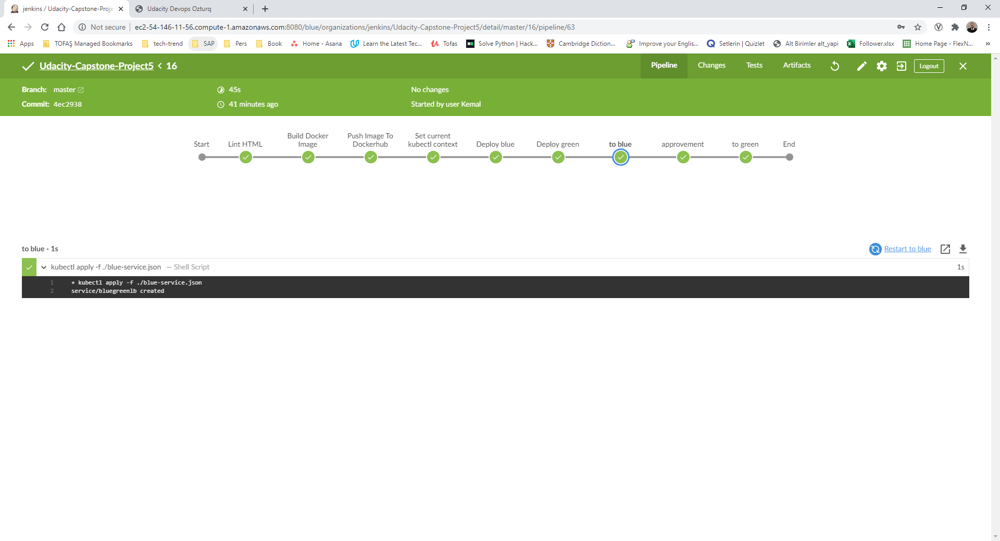 jenkins / Udacity-Capstone-Proje
Udacity Devops Ozturq
Not secure
ec2-54-146-11-56.compute-1.amazonaws.com:8080/blue/organizations/jenkins/Udacity-Capstone-Project5/detail/master/16/pipeline/63
Apps
TOFAŞ Managed Bookmarks
tech-trend
SAP
Pers
Book
Home - Asana
Learn the Latest Tec...
Tofas
Solve Python | Hack...
Cambridge Diction...
Improve your Englis...
Setlerin | Quizlet
Alt Birimler alt_yapi
Follower.xlsx
Home Page - FlexN...
»
Udacity-Capstone-Project5 < 16
Pipeline
Changes
Tests
Artifacts
Logout
Branch: master
45s
No changes
Commit: 4ec2938
41 minutes ago
Started by user Kemal
Start
Lint HTML
Build Docker
Image
Push Image To
Dockerhub
Set current
kubectl context
Deploy blue
Deploy green
to blue
approvement
to green
End
to blue - 1s
Restart to blue
kubectl apply -f ./blue-service.json — Shell Script
1s
1 + kubectl apply -f ./blue-service.json
2 service/bluegreenlb created